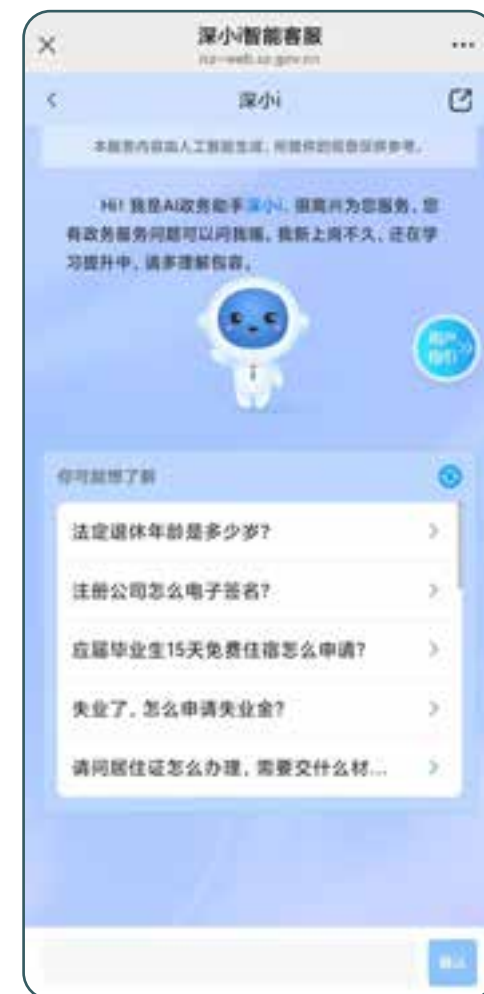 深小i智能客服
深小i
本服务内容由人工智能生成，所提供的信息仅供参考。
Hi! 我是AI政务助手深小i，很高兴为您服务，您
有政务服务问题可以问我哦。我新上岗不久，还在学
习提升中，请多理解包容。
用户
指引
你可能想了解
法定退休年龄是多少岁?
注册公司怎么电子签名?
应届毕业生15天免费住宿怎么申请?
失业了，怎么申请失业金?
请问居住证怎么办理，需要交什么材...
确认